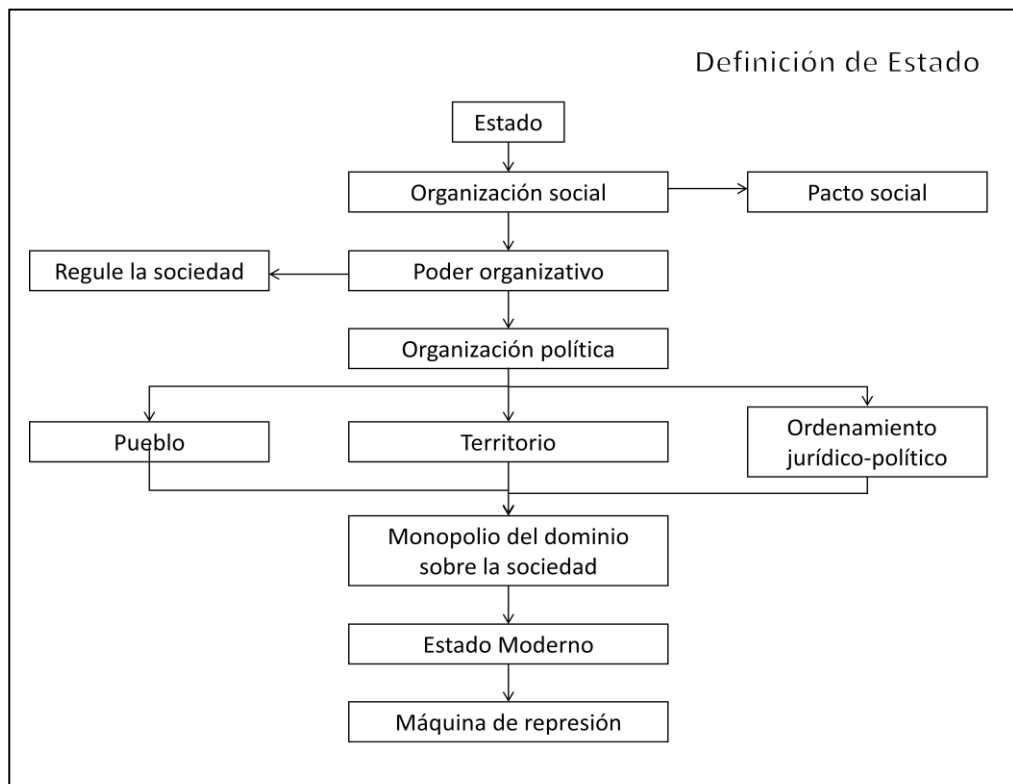 Definición de Estado
Estado
Organización social
Pacto social
Regule la sociedad
Poder organizativo
Organización política
Pueblo
Territorio
Ordenamiento
jurídico-político
Monopolio del dominio
sobre la sociedad
Estado Moderno
Máquina de represión